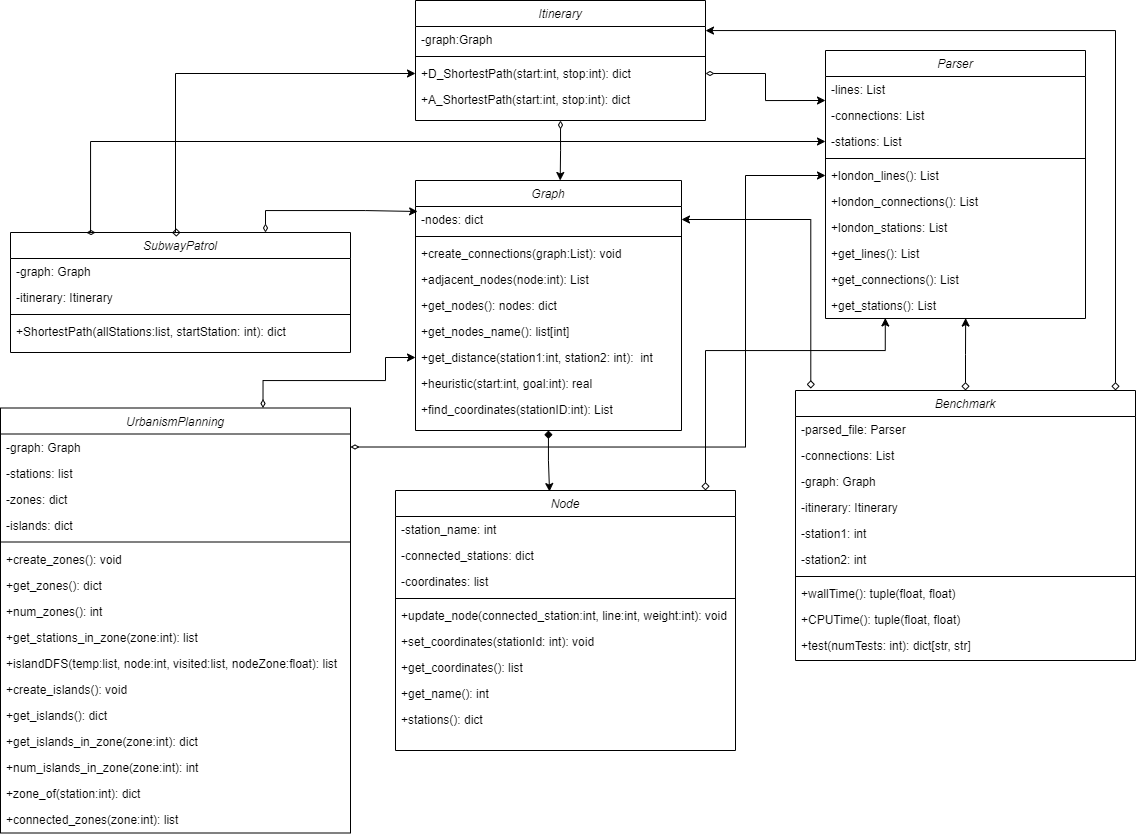 Itinerary
-graph:Graph
+D_ShortestPath(start:int, stop:int): dict
+A_ShortestPath(start:int, stop:int): dict
Parser
-lines: List
-connections: List
-stations: List
+london_lines(): List
+london_connections(): List
+london_stations: List
+get_lines(): List
+get_connections(): List
+get_stations(): List
Graph
-nodes: dict
+create_connections(graph:List): void
+adjacent_nodes(node:int): List
+get_nodes(): nodes: dict
+get_nodes_name(): list[int]
+get_distance(station1:int, station2: int): int
+heuristic(start:int, goal:int): real
+find_coordinates(stationID:int): List
SubwayPatrol
-graph: Graph
-itinerary: Itinerary
+ShortestPath(allStations:list, startStation: int): dict
UrbanismPlanning
-graph: Graph
-stations: list
-zones: dict
-islands: dict
+create_zones(): void
+get_zones(): dict
+num_zones(): int
+get_stations_in_zone(zone:int): list
+islandDFS(temp:list, node:int, visited:list, nodeZone:float): list
+create_islands(): void
+get_islands(): dict
+get_islands_in_zone(zone:int): dict
+num_islands_in_zone(zone:int): int
+zone_of(station:int): dict
+connected_zones(zone:int): list
Node
-station_name: int
-connected_stations: dict
-coordinates: list
+update_node(connected_station:int, line:int, weight:int): void
+set_coordinates(stationId: int): void
+get_coordinates(): list
+get_name(): int
+stations(): dict
Benchmark
-parsed_file: Parser
-connections: List
-graph: Graph
-itinerary: Itinerary
-station1: int
-station2: int
+wallTime(): tuple(float, float)
+CPUTime(): tuple(float, float)
+test(numTests: int): dict[str, str]